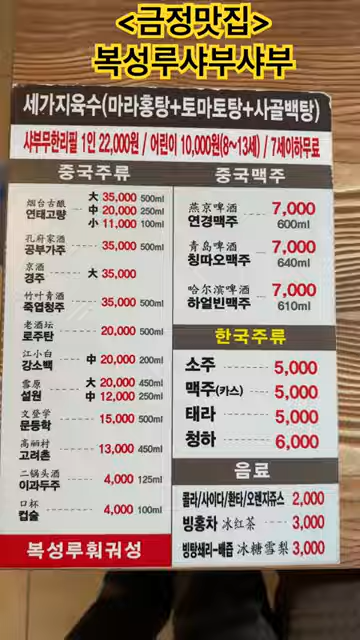 <금정맛집>
복성루샤부샤부
세가지육수(마라홍탕+토마토탕+사골백탕)
샤부무한리필 1인 22,000원 / 어린이 10,000원(8~13세) / 7세이하무료
중국주류
烟台古酿 연태고량 大 35,000 500ml
中 20,000 250ml
小 11,000 100ml
孔府家酒 공부가주 35,000 500ml
京酒 경주 大 35,000
竹叶青酒 죽엽청주 35,000 500ml
老酒坛 로주탄 20,000 500ml
江小白 강소백 中 20,000 200ml
雪原 설원 大 20,000 450ml
中 12,000 250ml
文登学 문등학 15,000 500ml
高丽村 고려촌 13,000 450ml
二锅头酒 이과두주 4,000 125ml
口杯 컵술 4,000 100ml
복성루훠궈성
중국맥주
燕京啤酒 연경맥주 7,000 600ml
青岛啤酒 칭따오맥주 7,000 640ml
哈尔滨啤酒 하얼빈맥주 7,000 610ml
한국주류
소주 5,000
맥주(카스) 5,000
태라 5,000
청하 6,000
음료
콜라/사이다/환타/오렌지쥬스 2,000
빙홍차 冰红茶 3,000
빙탕쉐리-배즙 冰糖雪梨 3,000